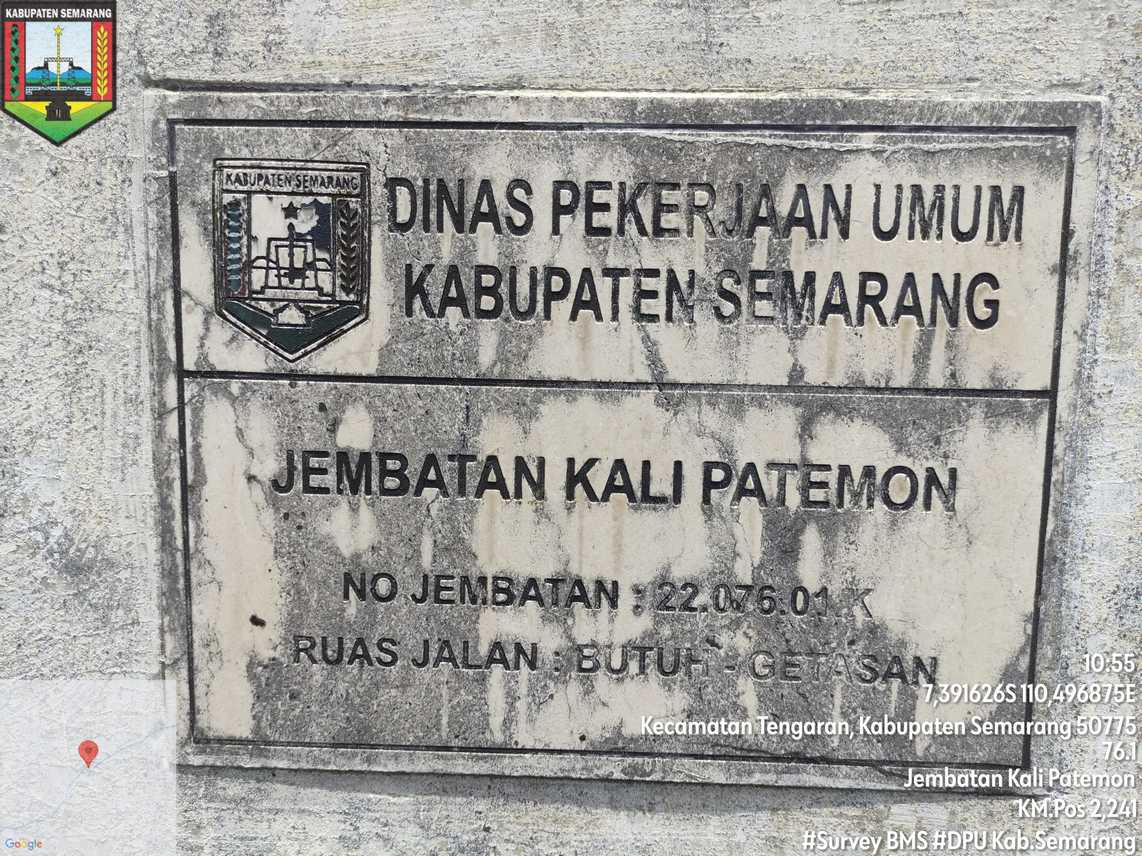 KABUPATEN SEMARANG
KABUPATEN SEMARANG
DINAS PEKERJAAN UMUM
KABUPATEN SEMARANG
JEMBATAN KALI PATEMON
NO JEMBATAN : 22.076.01.K
RUAS JALAN : BUTUH - GETASAN
10:55
7,391626S 110,496875E
Kecamatan Tengaran, Kabupaten Semarang 50775
76.1
Jembatan Kali Patemon
KM.Pos 2,241
#Survey BMS #DPU Kab.Semarang
Google